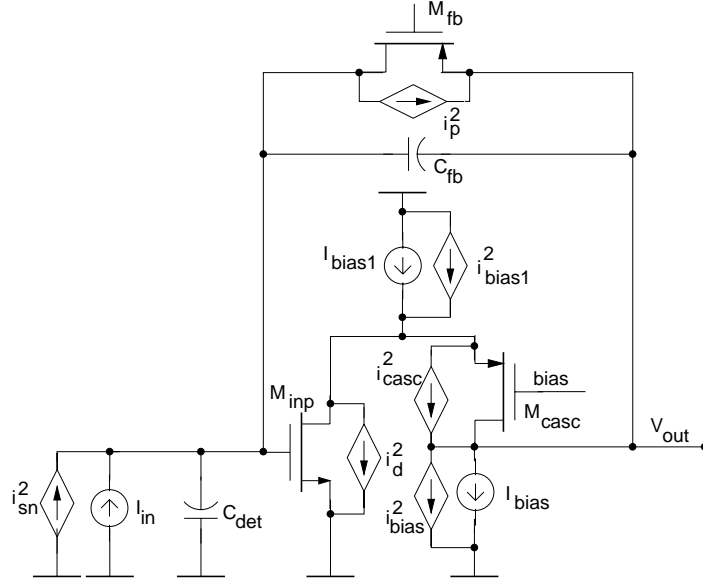 M_fb
i_p^2
C_fb
I_bias1
i_bias1^2
i_casc^2
bias
M_inp
M_casc
V_out
i_d^2
i_sn^2
I_in
C_det
i_bias^2
I_bias